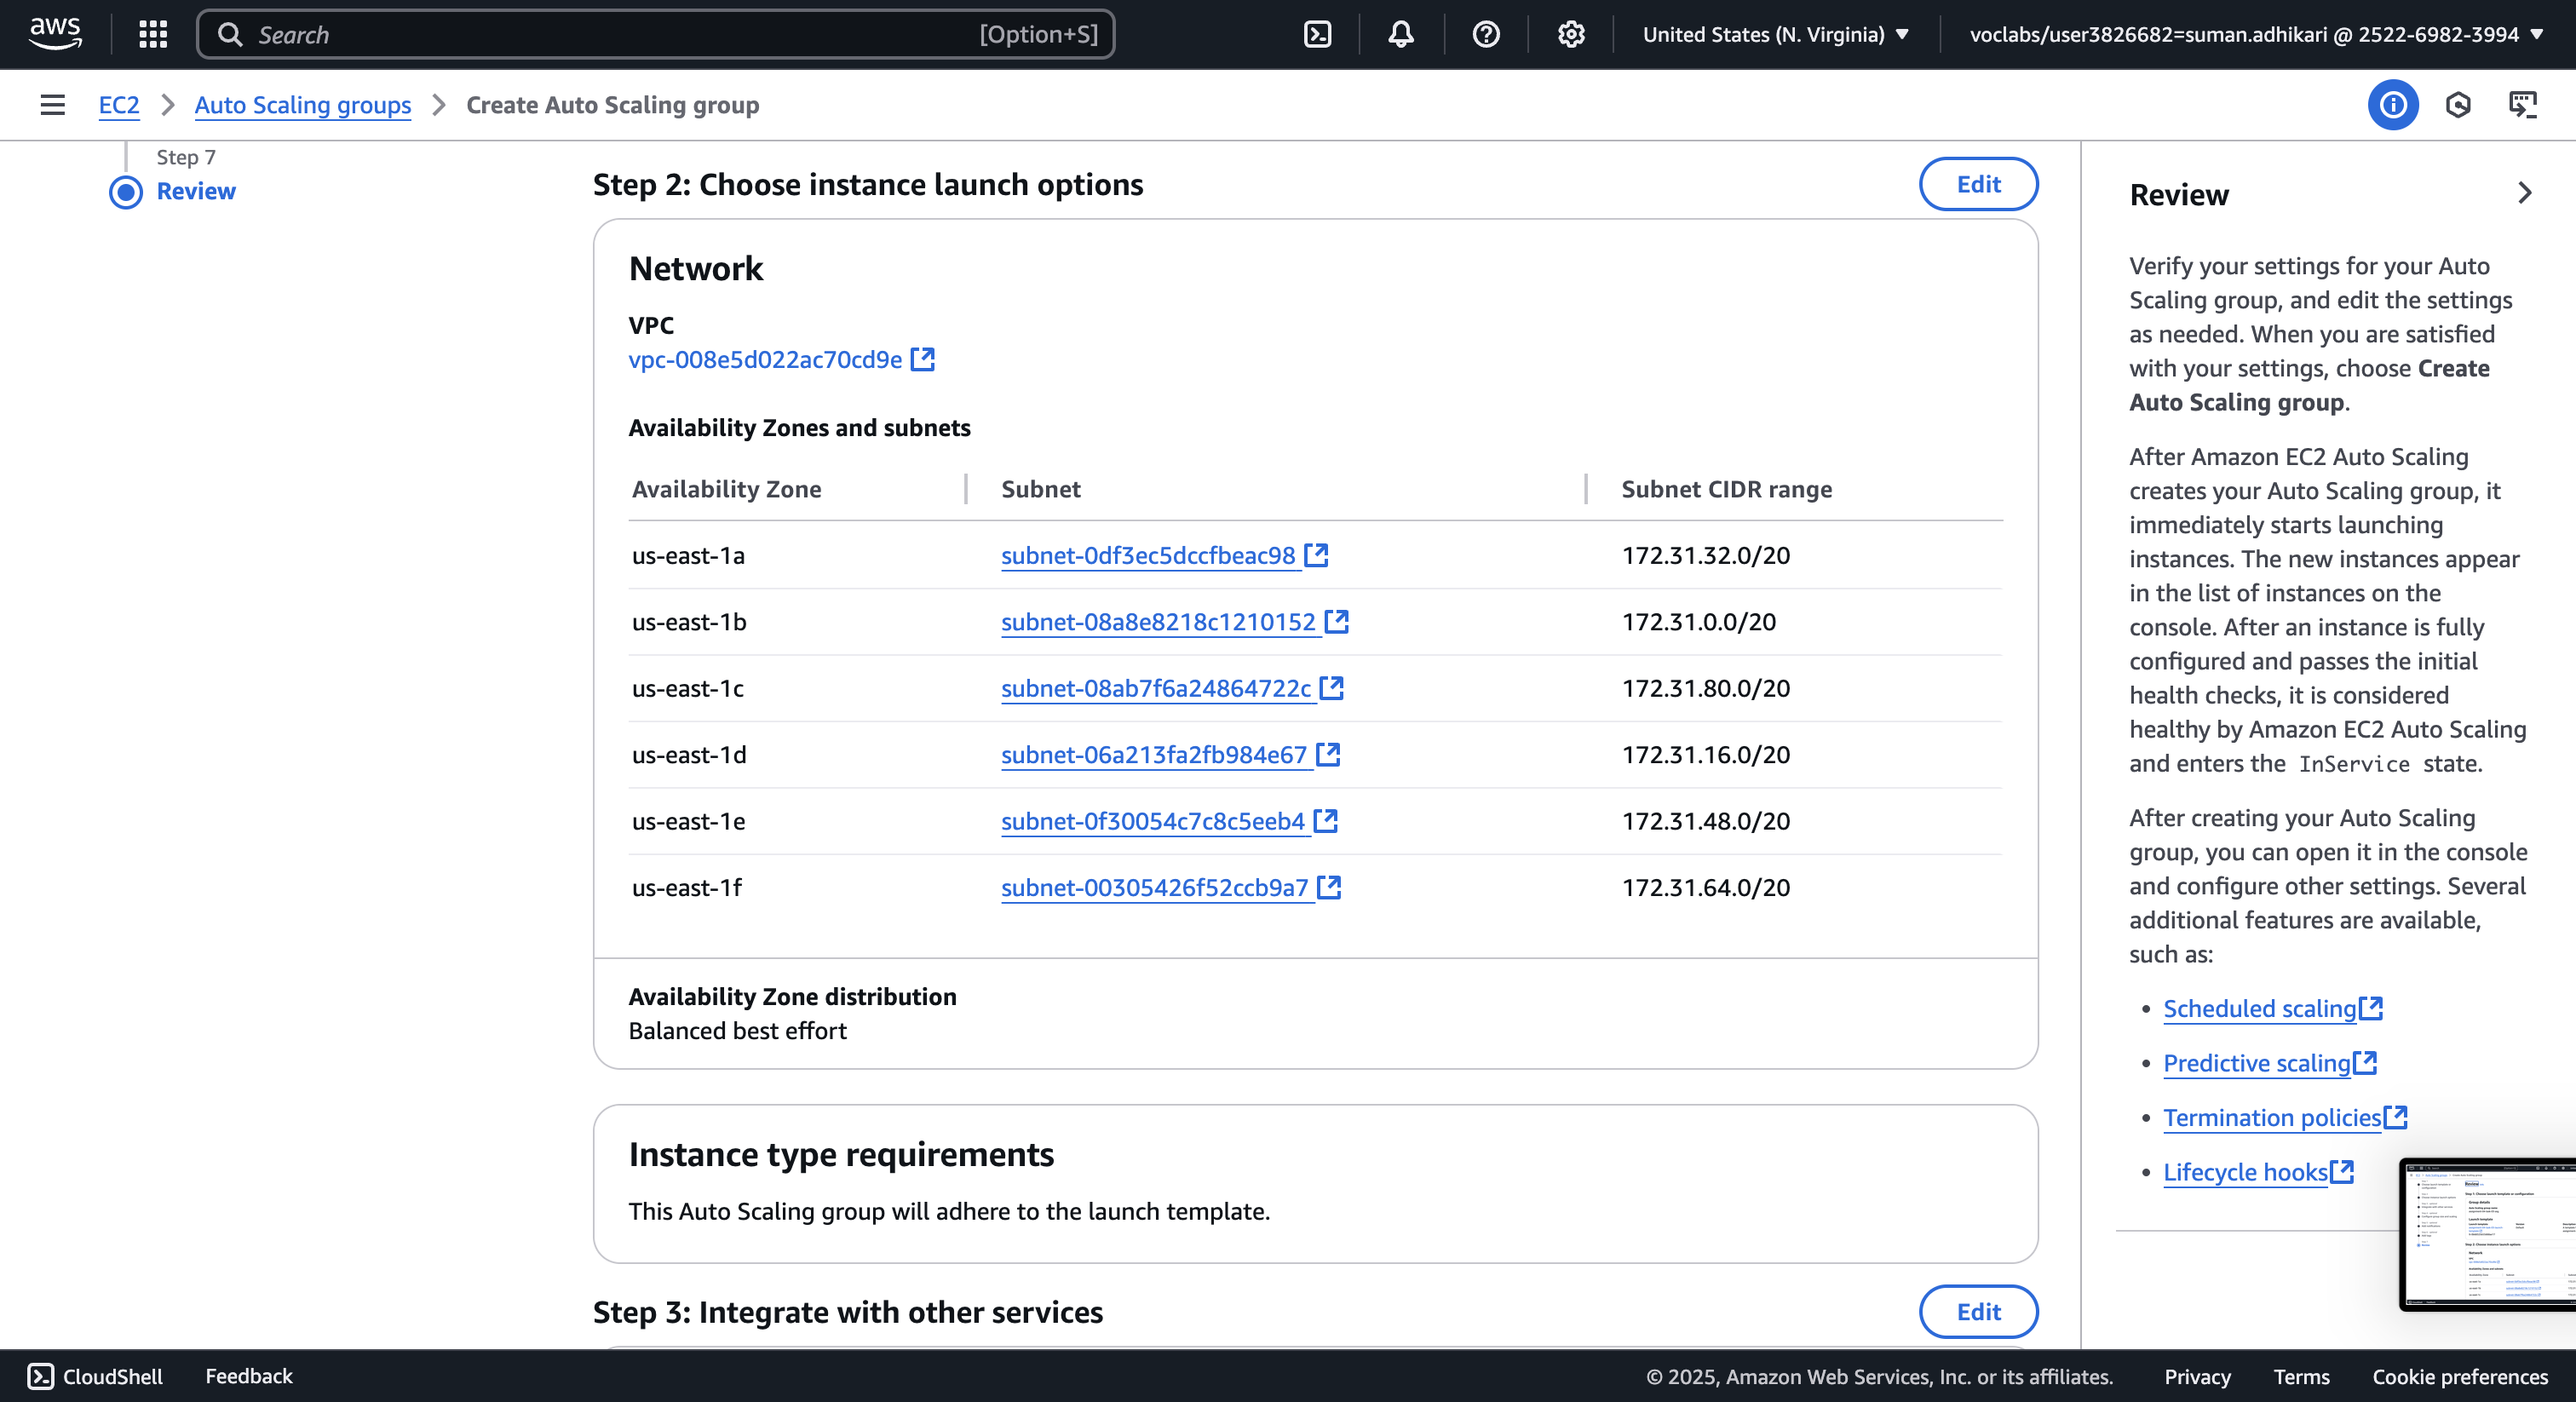 aws
Search [Option+S]
United States (N. Virginia)
voclabs/user3826682=suman.adhikari @ 2522-6982-3994
EC2 Auto Scaling groups Create Auto Scaling group
Step 7
Review
Step 2: Choose instance launch options
Edit
Network
VPC
vpc-008e5d022ac70cd9e
Availability Zones and subnets
Availability Zone Subnet Subnet CIDR range
us-east-1a subnet-0df3ec5dccfbeac98 172.31.32.0/20
us-east-1b subnet-08a8e8218c1210152 172.31.0.0/20
us-east-1c subnet-08ab7f6a24864722c 172.31.80.0/20
us-east-1d subnet-06a213fa2fb984e67 172.31.16.0/20
us-east-1e subnet-0f30054c7c8c5eeb4 172.31.48.0/20
us-east-1f subnet-00305426f52ccb9a7 172.31.64.0/20
Availability Zone distribution
Balanced best effort
Instance type requirements
This Auto Scaling group will adhere to the launch template.
Step 3: Integrate with other services
Edit
Review
Verify your settings for your Auto
Scaling group, and edit the settings
as needed. When you are satisfied
with your settings, choose Create
Auto Scaling group.
After Amazon EC2 Auto Scaling
creates your Auto Scaling group, it
immediately starts launching
instances. The new instances appear
in the list of instances on the
console. After an instance is fully
configured and passes the initial
health checks, it is considered
healthy by Amazon EC2 Auto Scaling
and enters the InService state.
After creating your Auto Scaling
group, you can open it in the console
and configure other settings. Several
additional features are available,
such as:
• Scheduled scaling
• Predictive scaling
• Termination policies
• Lifecycle hooks
CloudShell Feedback
© 2025, Amazon Web Services, Inc. or its affiliates. Privacy Terms Cookie preferences